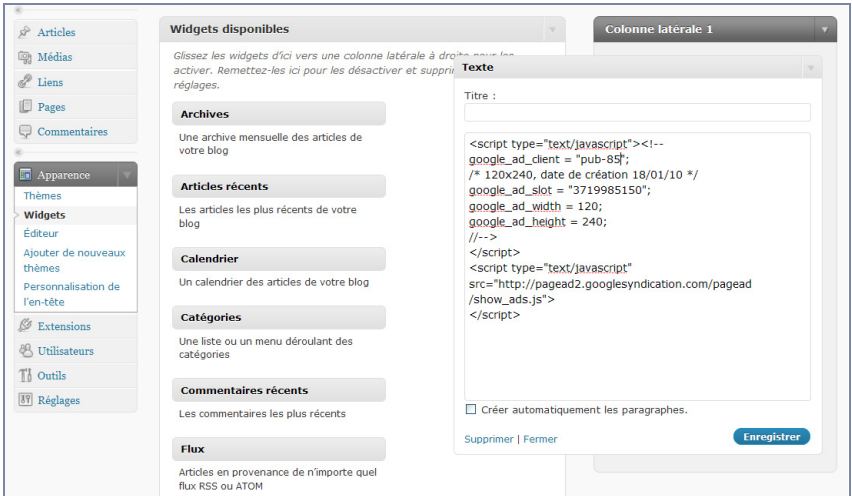 Articles
Médias
Liens
Pages
Commentaires
Apparence
Thèmes
Widgets
Éditeur
Ajouter de nouveaux
thèmes
Personnalisation de
l’en-tête
Extensions
Utilisateurs
Outils
Réglages
Widgets disponibles
Glissez les widgets d’ici vers une colonne latérale à droite pour les
activer. Remettez-les ici pour les désactiver et suppri
réglages.
Archives
Une archive mensuelle des articles de
votre blog
Articles récents
Les articles les plus récents de votre
blog
Calendrier
Un calendrier des articles de votre blog
Catégories
Une liste ou un menu déroulant des
catégories
Commentaires récents
Les commentaires les plus récents
Flux
Articles en provenance de n’importe quel
flux RSS ou ATOM
Colonne latérale 1
Texte
Titre :
<script type="text/javascript"><!--
google_ad_client = "pub-85";
/* 120x240, date de création 18/01/10 */
google_ad_slot = "3719985150";
google_ad_width = 120;
google_ad_height = 240;
//-->
</script>
<script type="text/javascript"
src="http://pagead2.googlesyndication.com/pagead
/show_ads.js">
</script>
Créer automatiquement les paragraphes.
Supprimer | Fermer
Enregistrer